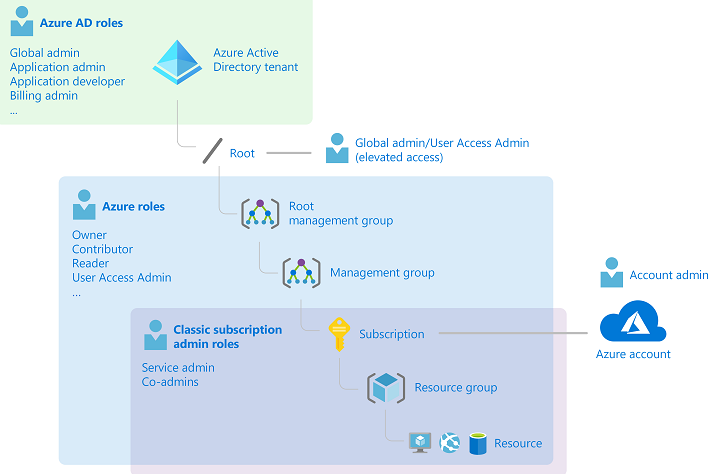 Azure AD roles
Global admin
Application admin
Application developer
Billing admin
...
Azure Active
Directory tenant
Root
Global admin/User Access Admin
(elevated access)
Azure roles
Owner
Contributor
Reader
User Access Admin
...
Root
management group
Management group
Account admin
Azure account
Classic subscription
admin roles
Service admin
Co-admins
Subscription
Resource group
Resource